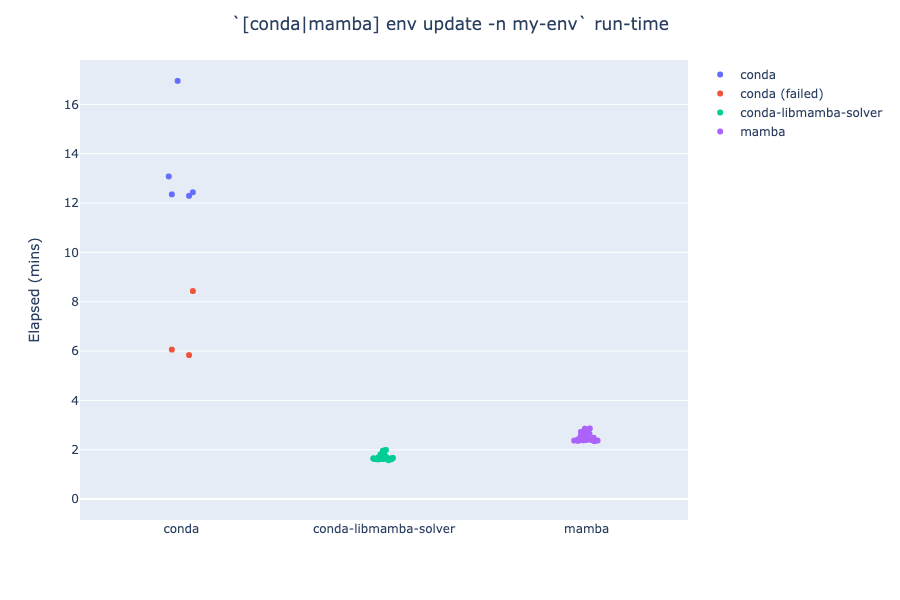 `[conda|mamba] env update -n my-env` run-time
conda
conda (failed)
conda-libmamba-solver
mamba
Elapsed (mins)
16
14
12
10
8
6
4
2
0
conda
conda-libmamba-solver
mamba